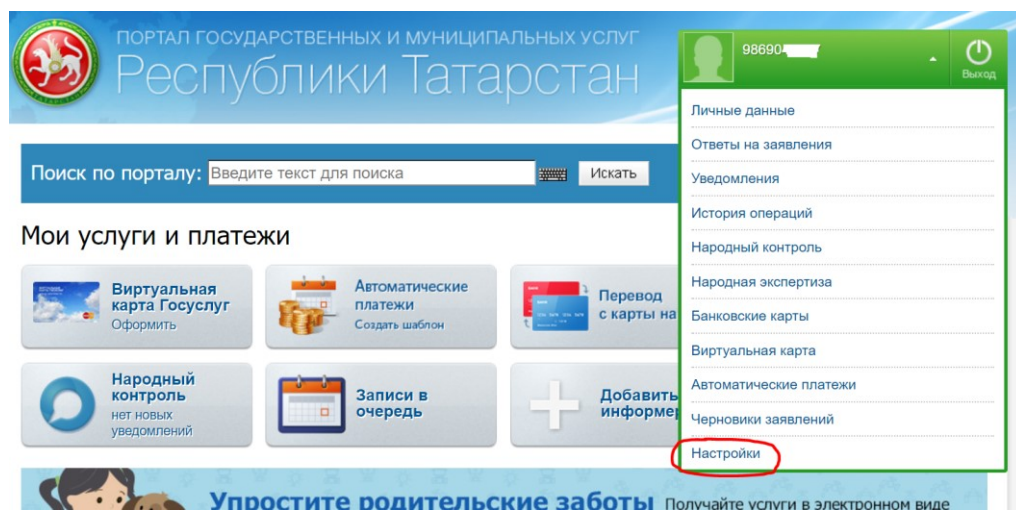 ПОРТАЛ ГОСУДАРСТВЕННЫХ И МУНИЦИПАЛЬНЫХ УСЛУГ
Республики Татарстан
98690
Выход
Личные данные
Ответы на заявления
Уведомления
История операций
Народный контроль
Народная экспертиза
Банковские карты
Виртуальная карта
Автоматические платежи
Черновики заявлений
Настройки
Поиск по порталу: Введите текст для поиска Искать
Мои услуги и платежи
Виртуальная
карта Госуслуг
Оформить
Автоматические
платежи
Создать шаблон
Перевод
с карты на
Народный
контроль
нет новых
уведомлений
Записи в
очередь
Добавить
Упростите родительские заботы Получайте услуги в электронном виде